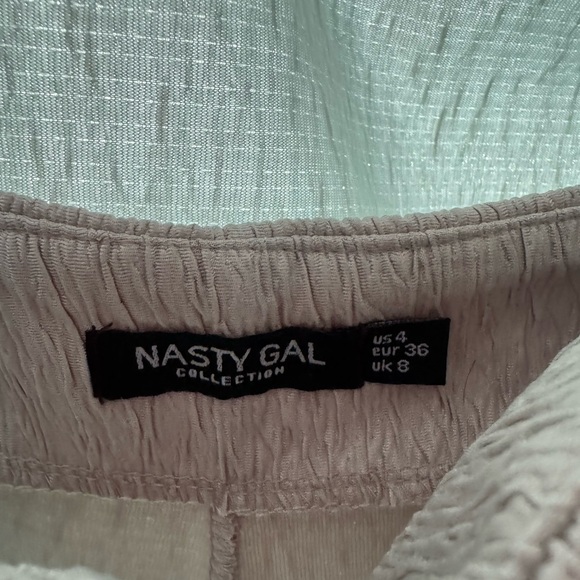 NASTY GAL
COLLECTION
US 4
eur 36
uk 8